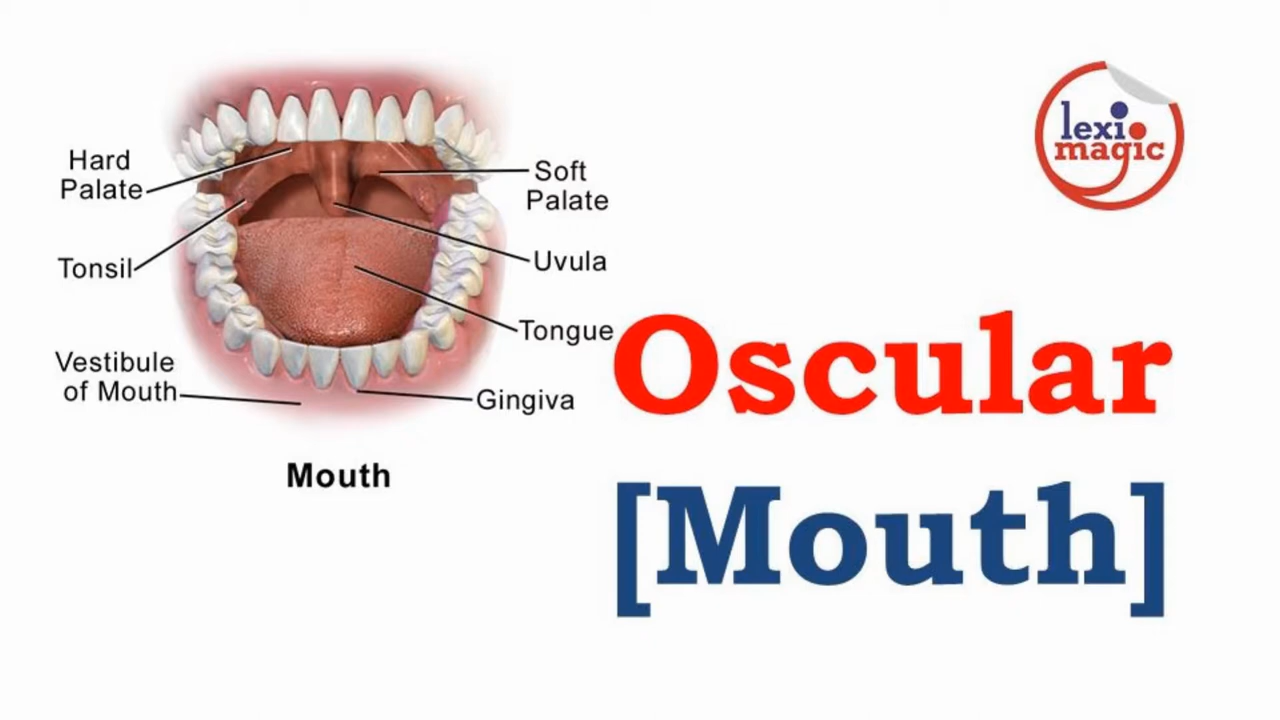 Hard
Palate
Tonsil
Vestibule
of Mouth
Soft
Palate
Uvula
Tongue
Gingiva
Mouth
lexi
magic
Oscular
[Mouth]